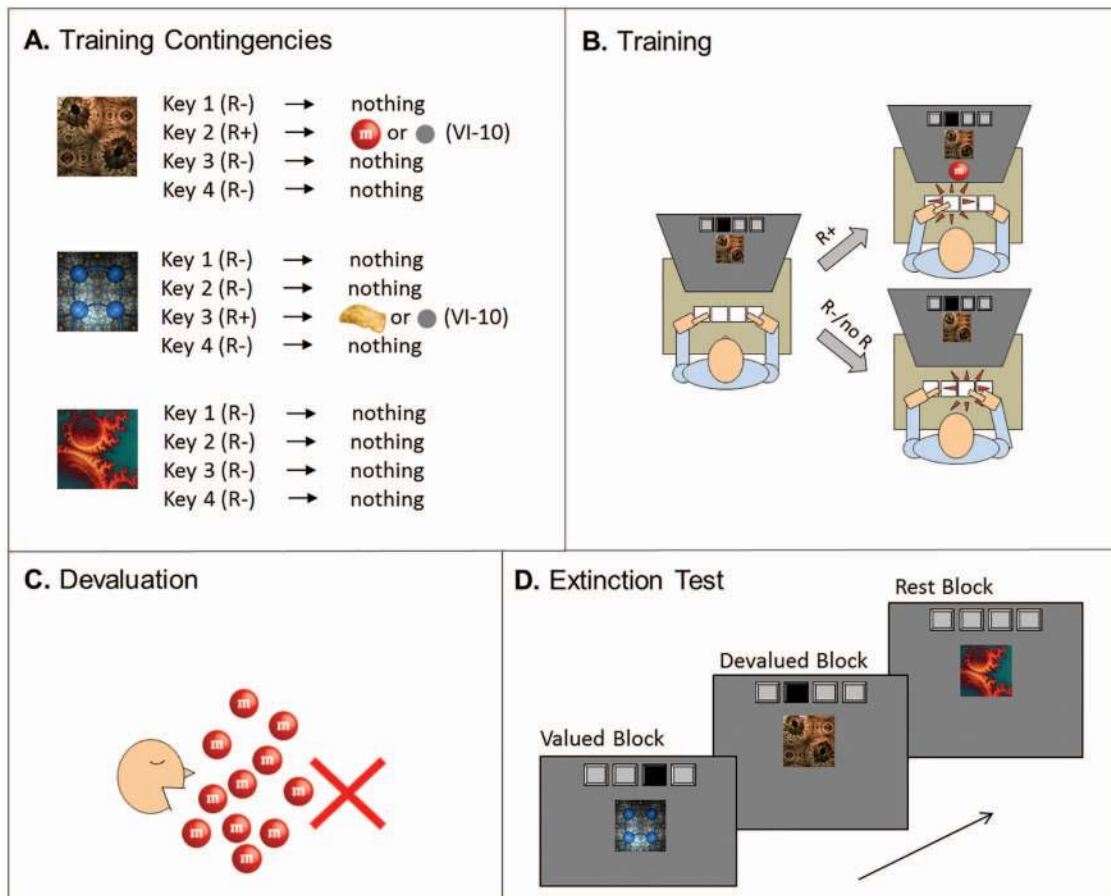 A. Training Contingencies
Key 1 (R-) → nothing
Key 2 (R+) → m or (VI-10)
Key 3 (R-) → nothing
Key 4 (R-) → nothing
Key 1 (R-) → nothing
Key 2 (R-) → nothing
Key 3 (R+) → or (VI-10)
Key 4 (R-) → nothing
Key 1 (R-) → nothing
Key 2 (R-) → nothing
Key 3 (R-) → nothing
Key 4 (R-) → nothing
B. Training
m
R+
R-/no R
C. Devaluation
m
m
m
m
m
m
m
m
m
m
m
D. Extinction Test
Rest Block
Devalued Block
Valued Block